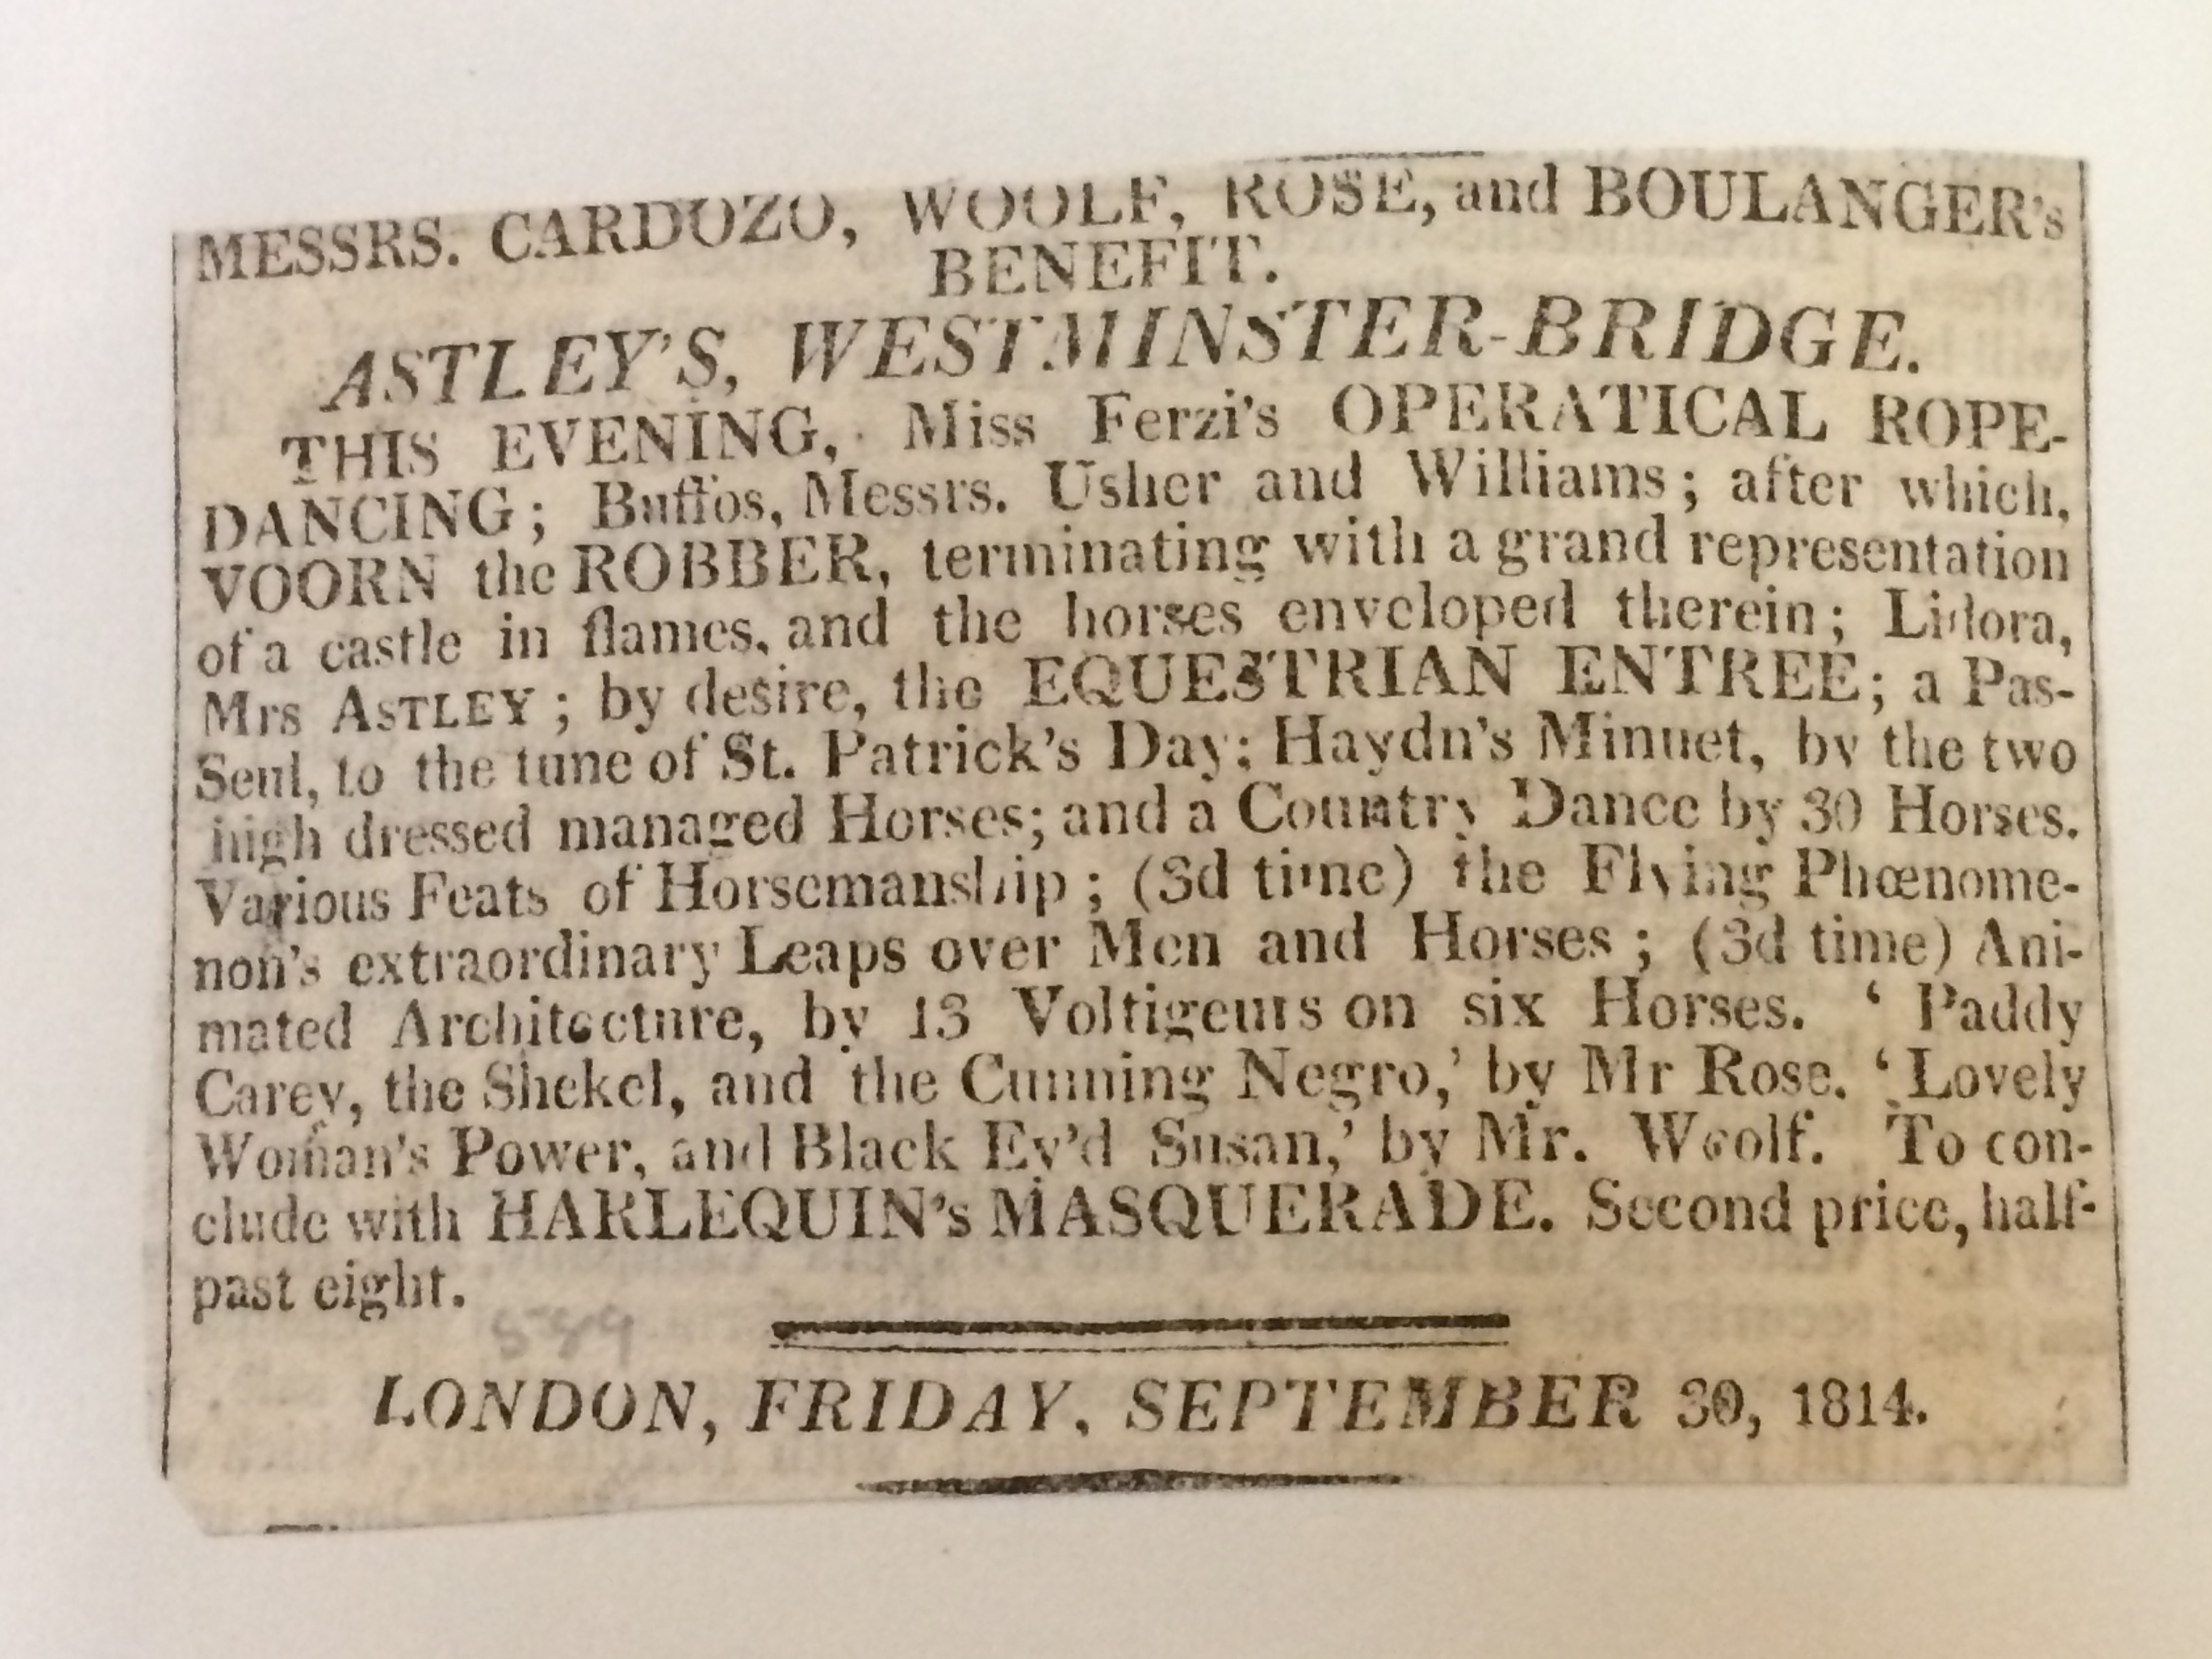 MESSRS. CARDOZO, WOOLF, ROSE, and BOULANGER's
BENEFIT.
ASTLEY'S, WESTMINSTER-BRIDGE.
THIS EVENING, Miss Ferzi's OPERATICAL ROPE-
DANCING; Buffos, Messrs. Usher and Williams; after which,
VOORN the ROBBER, terminating with a grand representation
of a castle in flames, and the horses enveloped therein; Lidora,
Mrs ASTLEY; by desire, the EQUESTRIAN ENTREE; a Pas-
Seul, to the tune of St. Patrick's Day; Haydn's Minuet, by the two
high dressed managed Horses; and a Country Dance by 30 Horses.
Various Feats of Horsemanship; (3d time) the Flying Phœnome-
non's extraordinary Leaps over Men and Horses; (3d time) Ani-
mated Architecture, by 13 Voltigeurs on six Horses. ‘Paddy
Carey, the Shekel, and the Cunning Negro,’ by Mr Rose. ‘Lovely
Woman's Power, and Black Ey'd Susan,’ by Mr. Woolf. To con-
clude with HARLEQUIN's MASQUERADE. Second price, half-
past eight.
LONDON, FRIDAY, SEPTEMBER 30, 1814.